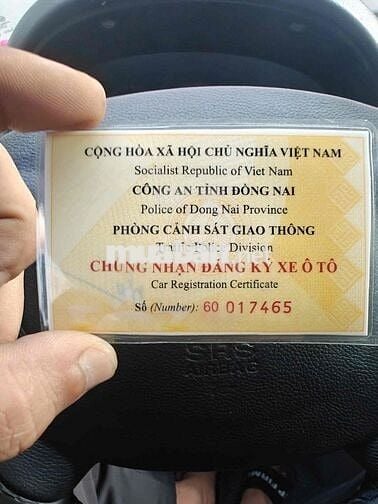 CỘNG HÒA XÃ HỘI CHỦ NGHĨA VIỆT NAM
Socialist Republic of Viet Nam
CÔNG AN TỈNH ĐỒNG NAI
Police of Dong Nai Province
PHÒNG CẢNH SÁT GIAO THÔNG
Traffic Police Division
CHỨNG NHẬN ĐĂNG KÝ XE Ô TÔ
Car Registration Certificate
Số (Number): 60 017465
SRS
AIRBAG